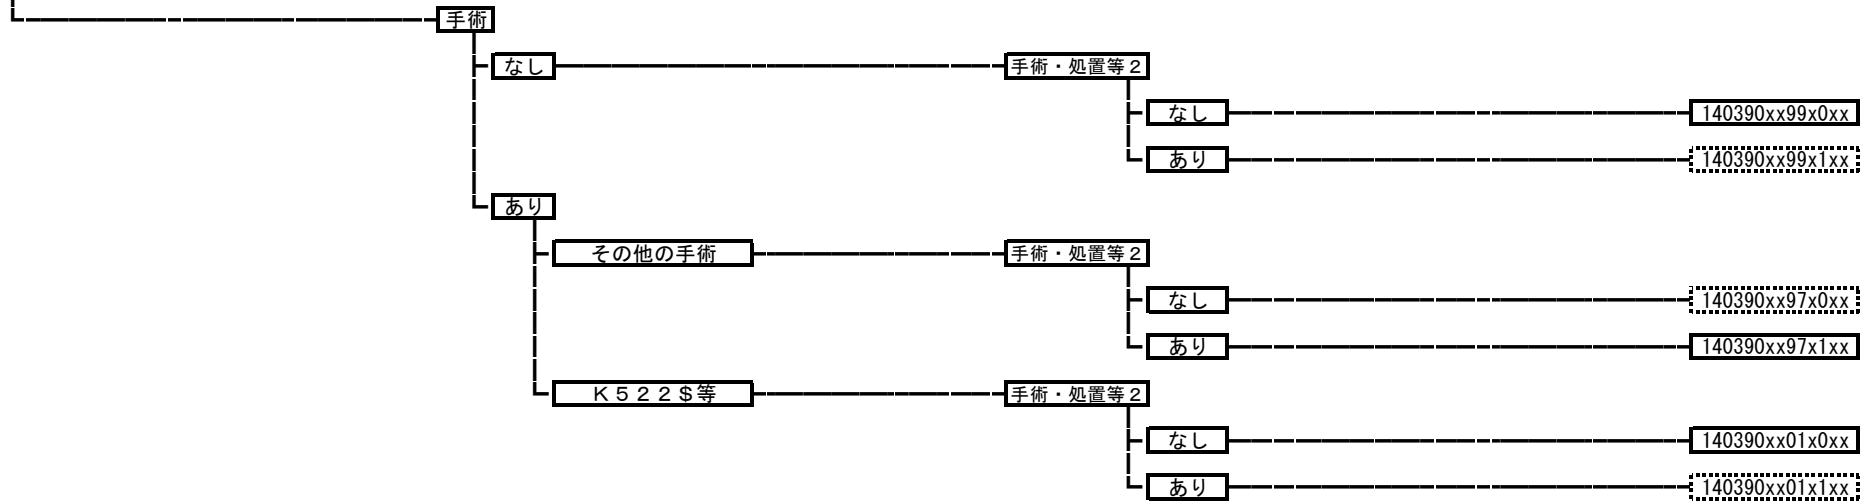 手術
なし
手術・処置等２
なし
140390xx99x0xx
あり
140390xx99x1xx
あり
その他の手術
手術・処置等２
なし
140390xx97x0xx
あり
140390xx97x1xx
Ｋ５２２＄等
手術・処置等２
なし
140390xx01x0xx
あり
140390xx01x1xx